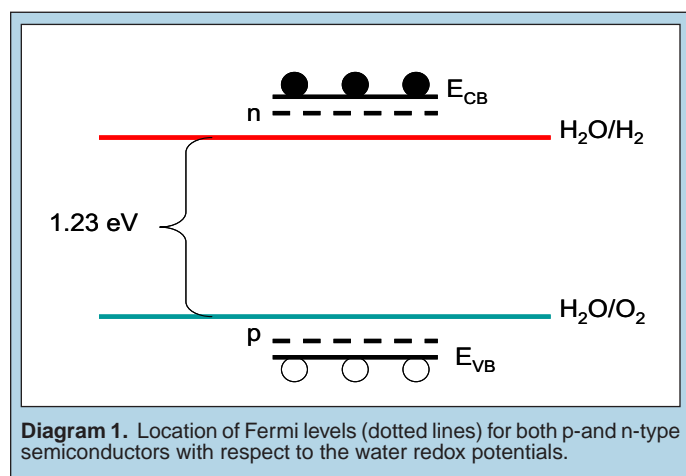 E_CB
n
H₂O/H₂
1.23 eV
H₂O/O₂
p
E_VB
Diagram 1. Location of Fermi levels (dotted lines) for both p-and n-type
semiconductors with respect to the water redox potentials.